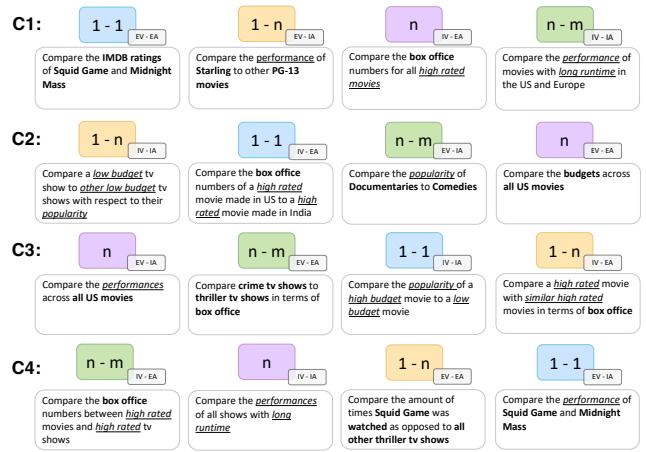 C1:
1 - 1
EV - EA
Compare the IMDB ratings
of Squid Game and Midnight
Mass
1 - n
EV - IA
Compare the performance of
Starling to other PG-13
movies
n
IV - EA
Compare the box office
numbers for all high rated
movies
n - m
IV - IA
Compare the performance of
movies with long runtime in
the US and Europe
C2:
1 - n
IV - IA
Compare a low budget tv
show to other low budget tv
shows with respect to their
popularity
1 - 1
IV - EA
Compare the box office
numbers of a high rated
movie made in US to a high
rated movie made in India
n - m
EV - IA
Compare the popularity of
Documentaries to Comedies
n
EV - EA
Compare the budgets across
all US movies
C3:
n
EV - IA
Compare the performances
across all US movies
n - m
EV - EA
Compare crime tv shows to
thriller tv shows in terms of
box office
1 - 1
IV - IA
Compare the popularity of a
high budget movie to a low
budget movie
1 - n
IV - EA
Compare a high rated movie
with similar high rated
movies in terms of box office
C4:
n - m
IV - EA
Compare the box office
numbers between high rated
movies and high rated tv
shows
n
IV - IA
Compare the performances
of all shows with long
runtime
1 - n
EV - EA
Compare the amount of
times Squid Game was
watched as opposed to all
other thriller tv shows
1 - 1
EV - IA
Compare the performance of
Squid Game and Midnight
Mass